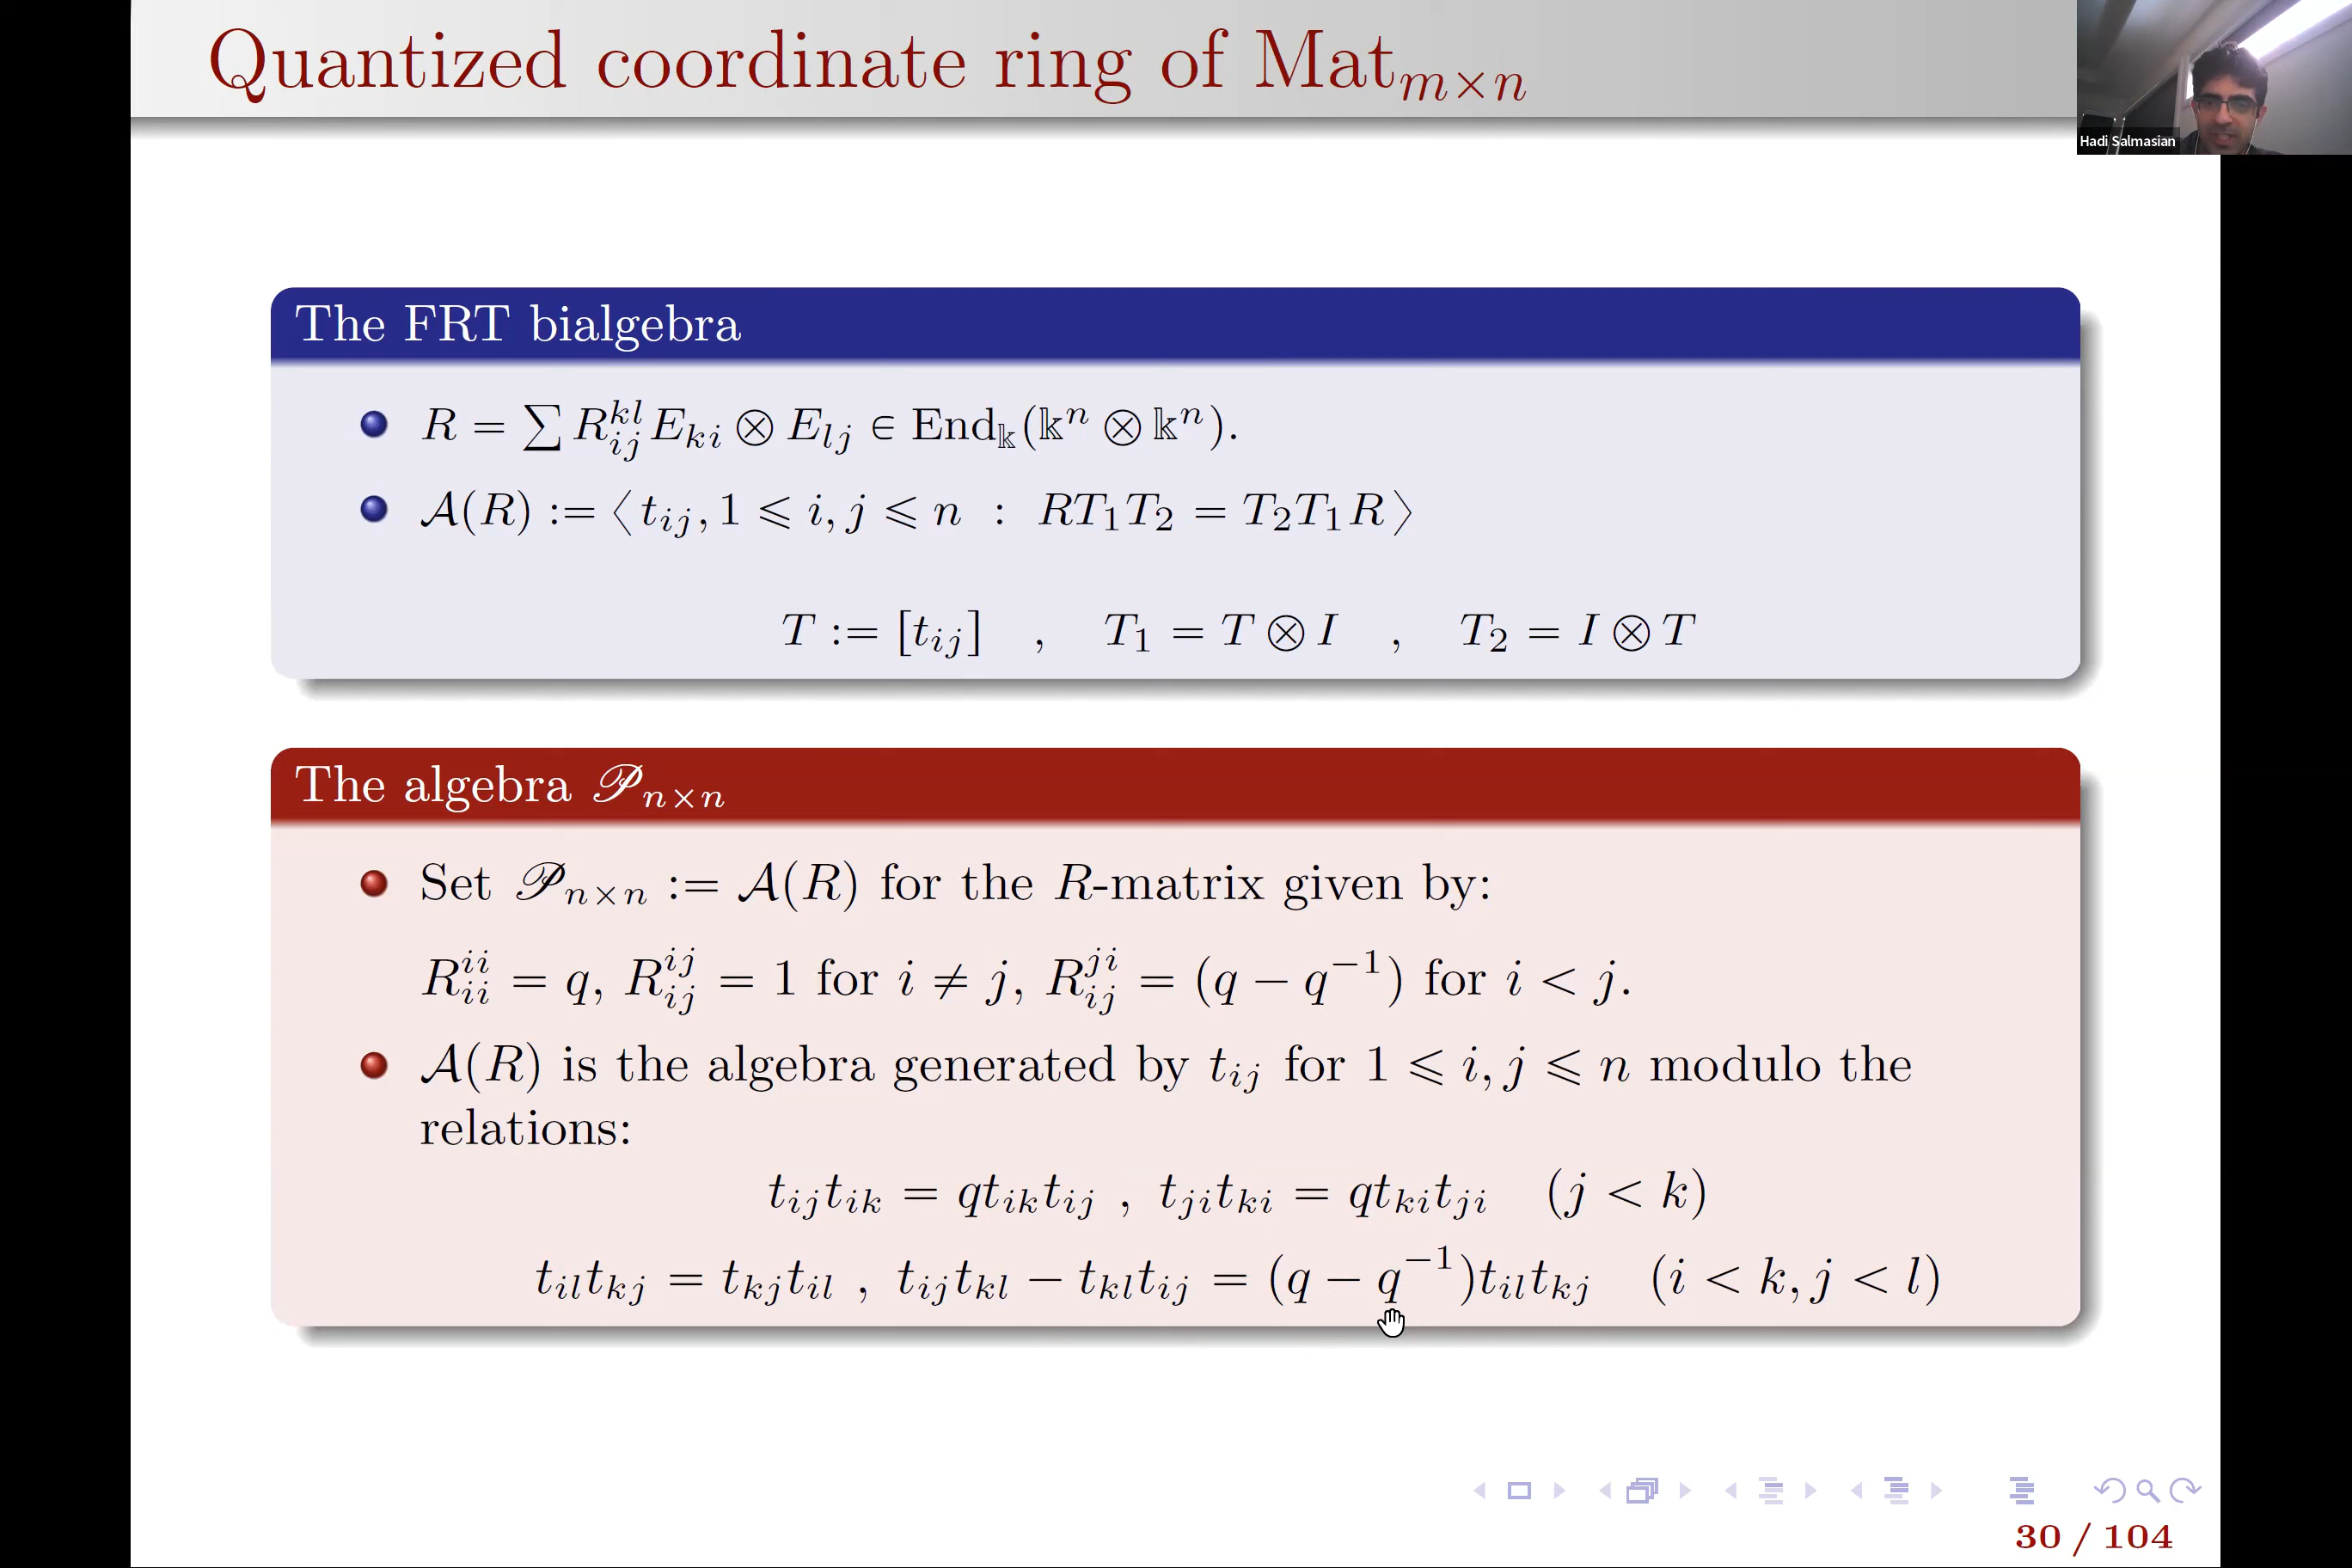 Quantized coordinate ring of Mat_{m×n}
Hadi Salmasian
The FRT bialgebra
R = ∑ R_{ij}^{kl} E_{ki} ⊗ E_{lj} ∈ End_𝕜(𝕜^n ⊗ 𝕜^n).
𝒜(R) := ⟨ t_{ij}, 1 ⩽ i, j ⩽ n : RT_1T_2 = T_2T_1R ⟩
T := [t_{ij}] , T_1 = T ⊗ I , T_2 = I ⊗ T
The algebra 𝒫_{n×n}
Set 𝒫_{n×n} := 𝒜(R) for the R-matrix given by:
R_{ii}^{ii} = q, R_{ij}^{ij} = 1 for i ≠ j, R_{ij}^{ji} = (q − q^{−1}) for i < j.
𝒜(R) is the algebra generated by t_{ij} for 1 ⩽ i, j ⩽ n modulo the
relations:
t_{ij}t_{ik} = qt_{ik}t_{ij} , t_{ji}t_{ki} = qt_{ki}t_{ji} (j < k)
t_{il}t_{kj} = t_{kj}t_{il} , t_{ij}t_{kl} − t_{kl}t_{ij} = (q − q^{−1})t_{il}t_{kj} (i < k, j < l)
30 / 104